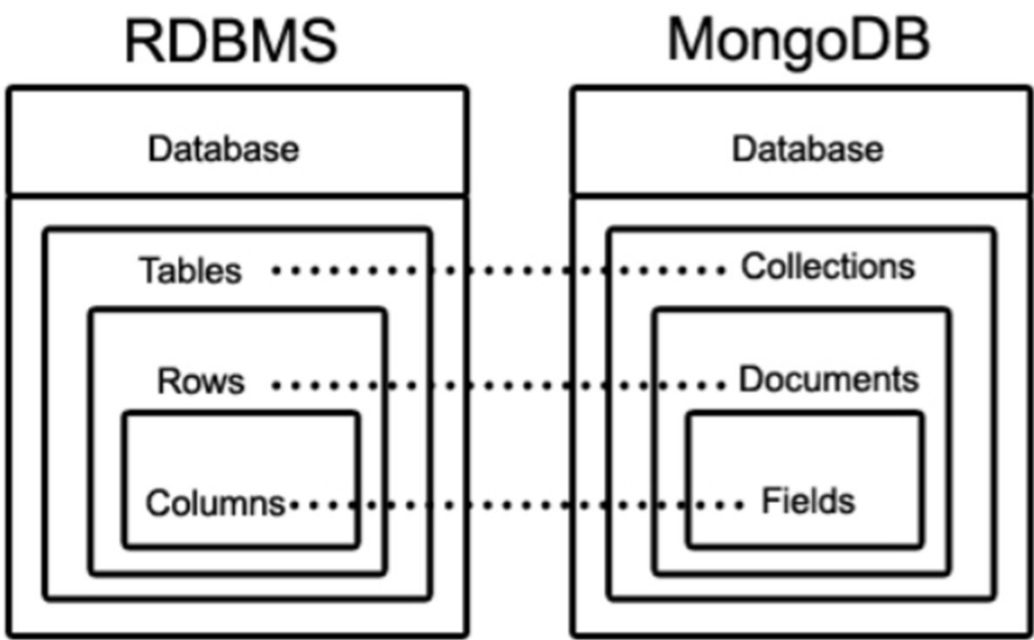 RDBMS
MongoDB
Database
Database
Tables
Collections
Rows
Documents
Columns
Fields